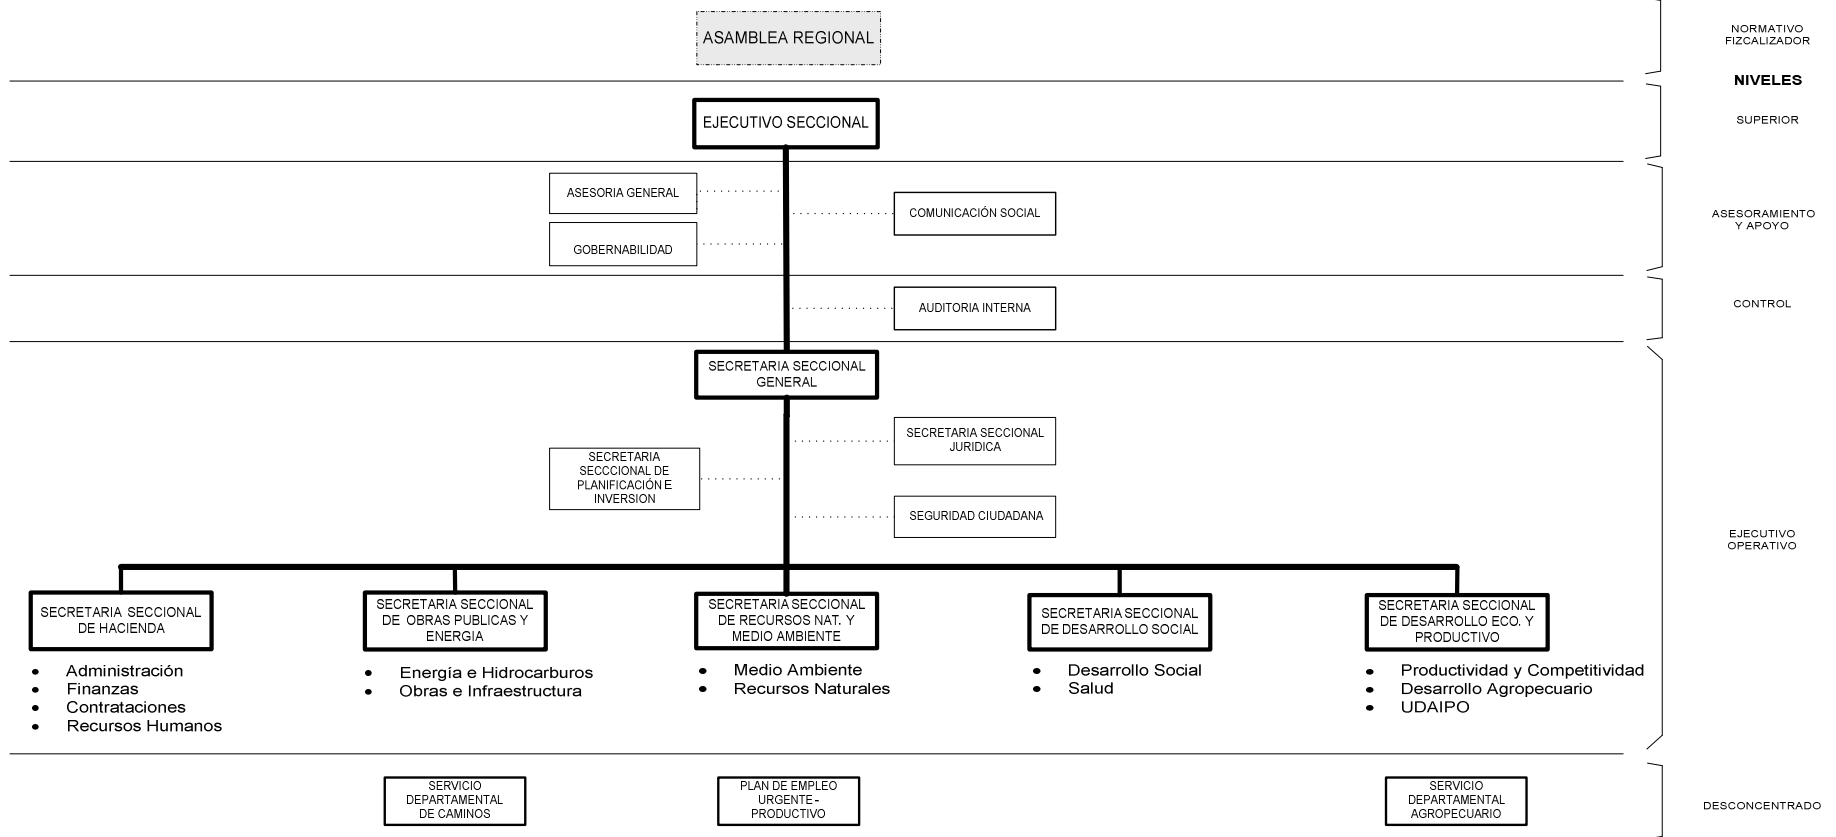 ASAMBLEA REGIONAL
NORMATIVO
FIZCALIZADOR
NIVELES
EJECUTIVO SECCIONAL
SUPERIOR
ASESORIA GENERAL
COMUNICACIÓN SOCIAL
GOBERNABILIDAD
ASESORAMIENTO
Y APOYO
AUDITORIA INTERNA
CONTROL
SECRETARIA SECCIONAL
GENERAL
SECRETARIA SECCIONAL
JURIDICA
SECRETARIA
SECCCIONAL DE
PLANIFICACIÓN E
INVERSION
SEGURIDAD CIUDADANA
EJECUTIVO
OPERATIVO
SECRETARIA SECCIONAL
DE HACIENDA
• Administración
• Finanzas
• Contrataciones
• Recursos Humanos
SECRETARIA SECCIONAL
DE OBRAS PUBLICAS Y
ENERGIA
• Energía e Hidrocarburos
• Obras e Infraestructura
SECRETARIA SECCIONAL
DE RECURSOS NAT. Y
MEDIO AMBIENTE
• Medio Ambiente
• Recursos Naturales
SECRETARIA SECCIONAL
DE DESARROLLO SOCIAL
• Desarrollo Social
• Salud
SECRETARIA SECCIONAL
DE DESARROLLO ECO. Y
PRODUCTIVO
• Productividad y Competitividad
• Desarrollo Agropecuario
• UDAIPO
SERVICIO
DEPARTAMENTAL
DE CAMINOS
PLAN DE EMPLEO
URGENTE-
PRODUCTIVO
SERVICIO
DEPARTAMENTAL
AGROPECUARIO
DESCONCENTRADO